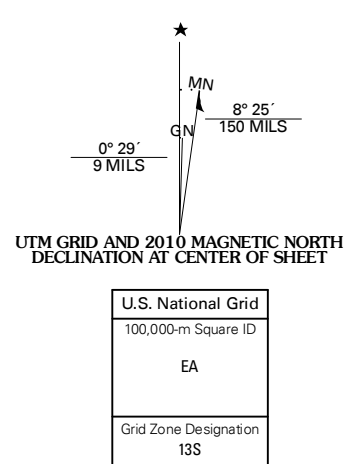 ★
MN
8° 25´
150 MILS
GN
0° 29´
9 MILS
UTM GRID AND 2010 MAGNETIC NORTH
DECLINATION AT CENTER OF SHEET
U.S. National Grid
100,000-m Square ID
EA
Grid Zone Designation
13S